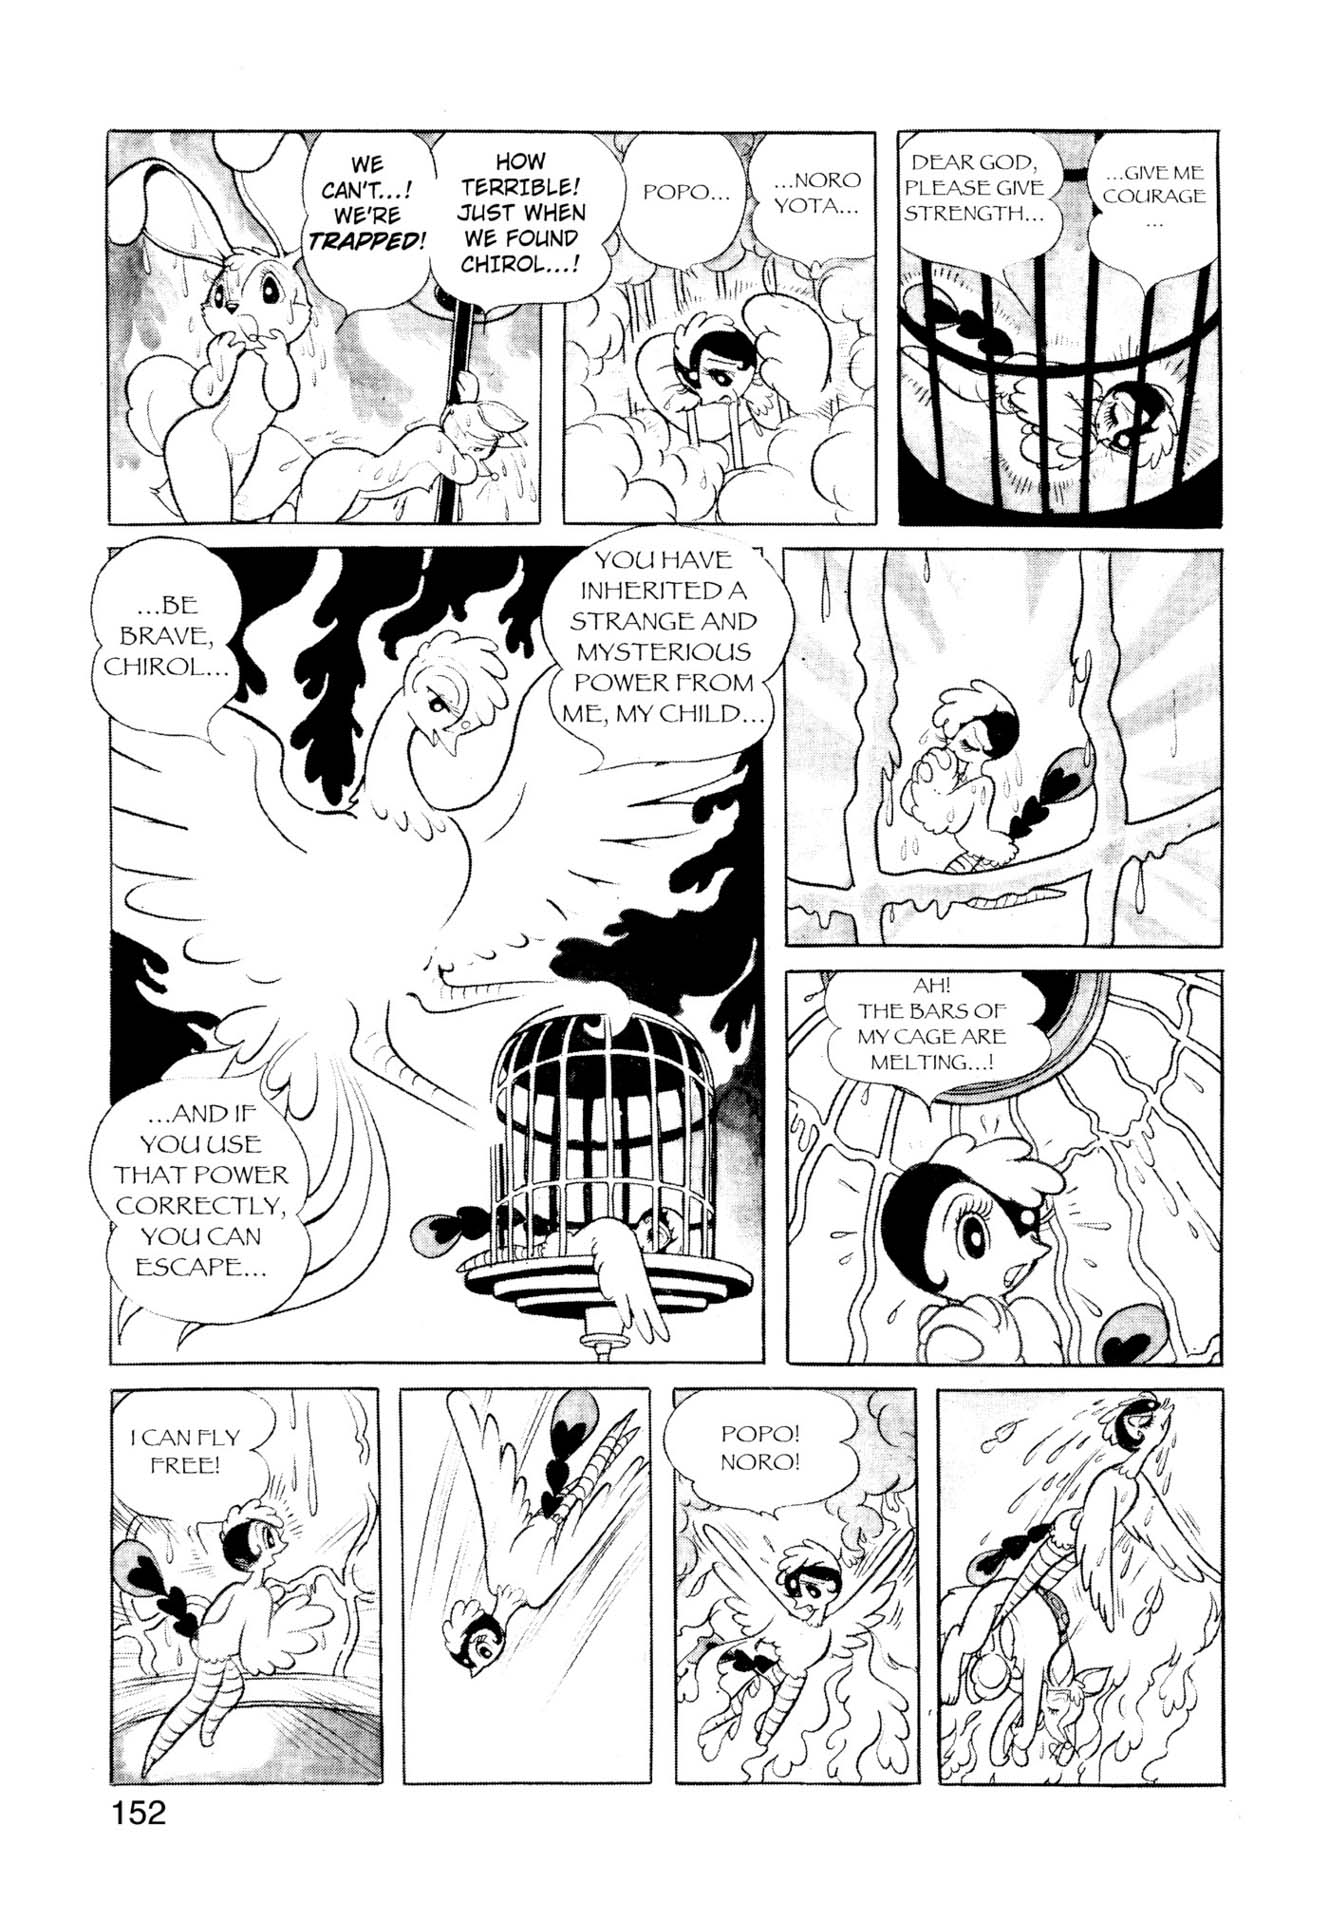 WE
CAN'T...!
WE'RE
TRAPPED!
HOW
TERRIBLE!
JUST WHEN
WE FOUND
CHIROL...!
POPO...
...NORO
YOTA...
DEAR GOD,
PLEASE GIVE
STRENGTH...
...GIVE ME
COURAGE
...
...BE
BRAVE,
CHIROL...
YOU HAVE
INHERITED A
STRANGE AND
MYSTERIOUS
POWER FROM
ME, MY CHILD...
...AND IF
YOU USE
THAT POWER
CORRECTLY,
YOU CAN
ESCAPE...
AH!
THE BARS OF
MY CAGE ARE
MELTING...!
I CAN FLY
FREE!
POPO!
NORO!
152